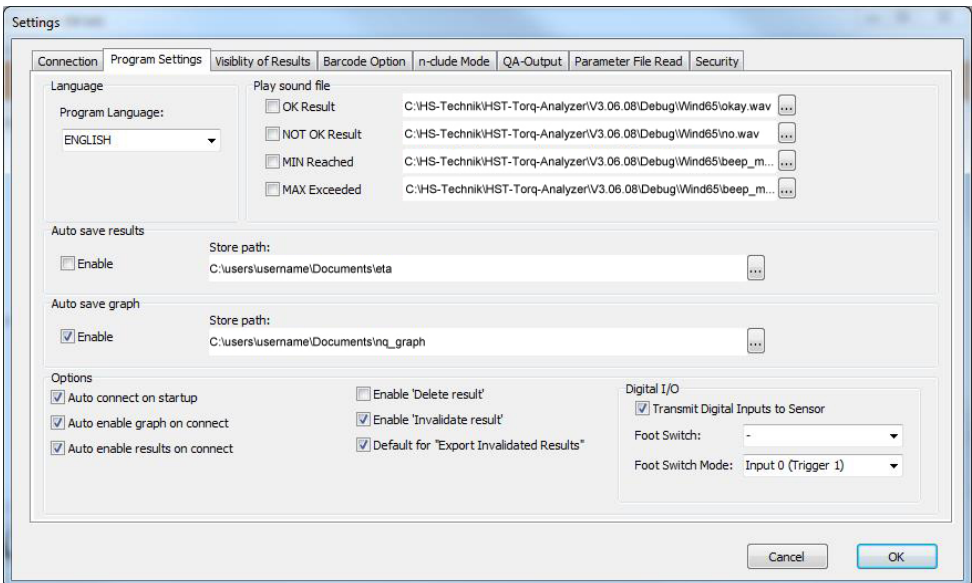 Settings
Connection Program Settings Visiblity of Results Barcode Option n-clude Mode QA-Output Parameter File Read Security
Language
Program Language:
ENGLISH
Play sound file
OK Result C:\HS-Technik\HST-Torq-Analyzer\V3.06.08\Debug\Wind65\okay.wav ...
NOT OK Result C:\HS-Technik\HST-Torq-Analyzer\V3.06.08\Debug\Wind65\no.wav ...
MIN Reached C:\HS-Technik\HST-Torq-Analyzer\V3.06.08\Debug\Wind65\beep_m... ...
MAX Exceeded C:\HS-Technik\HST-Torq-Analyzer\V3.06.08\Debug\Wind65\beep_m... ...
Auto save results
Store path:
Enable C:\users\username\Documents\eta ...
Auto save graph
Store path:
Enable C:\users\username\Documents\nq_graph ...
Options
Auto connect on startup
Auto enable graph on connect
Auto enable results on connect
Enable 'Delete result'
Enable 'Invalidate result'
Default for "Export Invalidated Results"
Digital I/O
Transmit Digital Inputs to Sensor
Foot Switch: -
Foot Switch Mode: Input 0 (Trigger 1)
Cancel OK